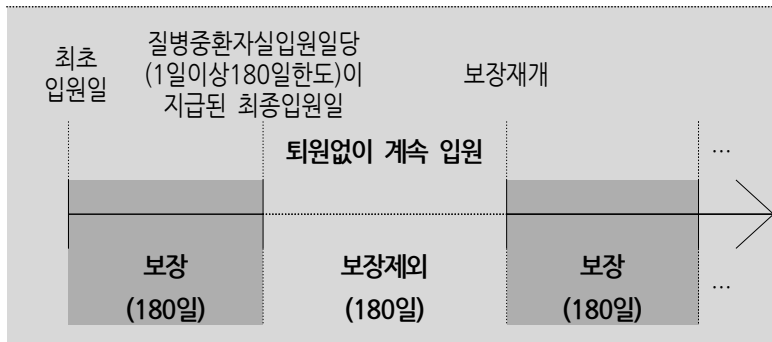 최초
입원일
질병중환자실입원일당
(1일이상180일한도)이
지급된 최종입원일
보장재개
퇴원없이 계속 입원
…
보장
(180일)
보장제외
(180일)
보장
(180일)
…